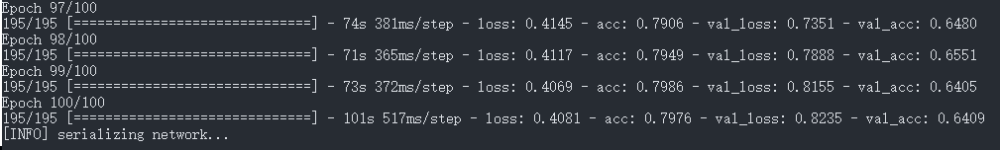 Epoch 97/100
195/195 [==============================] - 74s 381ms/step - loss: 0.4145 - acc: 0.7906 - val_loss: 0.7351 - val_acc: 0.6480
Epoch 98/100
195/195 [==============================] - 71s 365ms/step - loss: 0.4117 - acc: 0.7949 - val_loss: 0.7888 - val_acc: 0.6551
Epoch 99/100
195/195 [==============================] - 73s 372ms/step - loss: 0.4069 - acc: 0.7986 - val_loss: 0.8155 - val_acc: 0.6405
Epoch 100/100
195/195 [==============================] - 101s 517ms/step - loss: 0.4081 - acc: 0.7976 - val_loss: 0.8235 - val_acc: 0.6409
[INFO] serializing network...